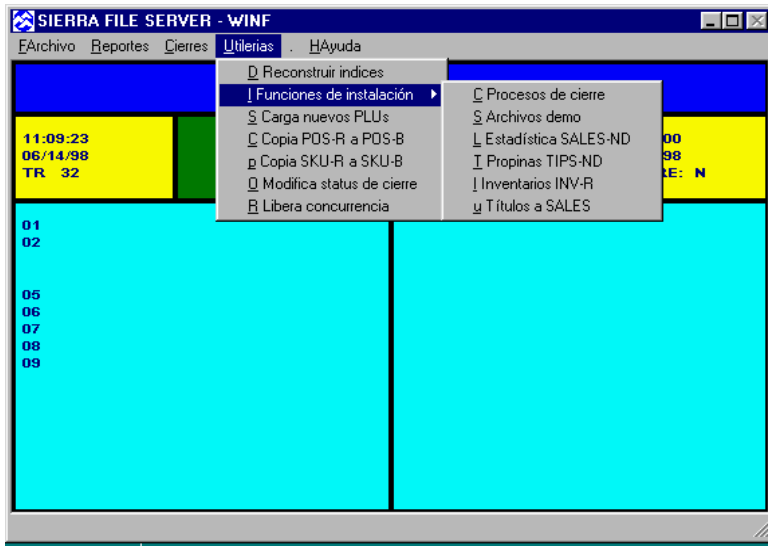 SIERRA FILE SERVER - WINF
FArchivo Reportes Cierres Utilerias . HAyuda
D Reconstruir indices
I Funciones de instalación
S Carga nuevos PLUs
C Copia POS-R a POS-B
p Copia SKU-R a SKU-B
O Modifica status de cierre
R Libera concurrencia
C Procesos de cierre
S Archivos demo
L Estadística SALES-ND
T Propinas TIPS-ND
I Inventarios INV-R
u Títulos a SALES
11:09:23
06/14/98
TR 32
00
98
RE: N
01
02
05
06
07
08
09